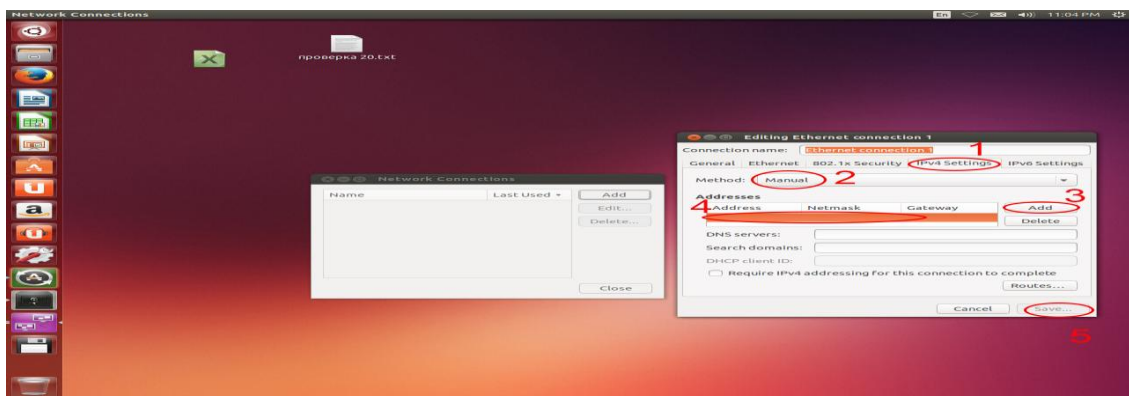 Network Connections
En
11:04 PM
проверка 20.txt
Editing Ethernet connection 1
Connection name: Ethernet connection 1
1
General Ethernet 802.1x Security IPv4 Settings IPv6 Settings
Method: Manual
2
Addresses
3
4
Address Netmask Gateway Add
Delete
DNS servers:
Search domains:
DHCP client ID:
Require IPv4 addressing for this connection to complete
Routes...
Cancel Save...
5
Network Connections
Name Last Used Add
Edit...
Delete...
Close
a